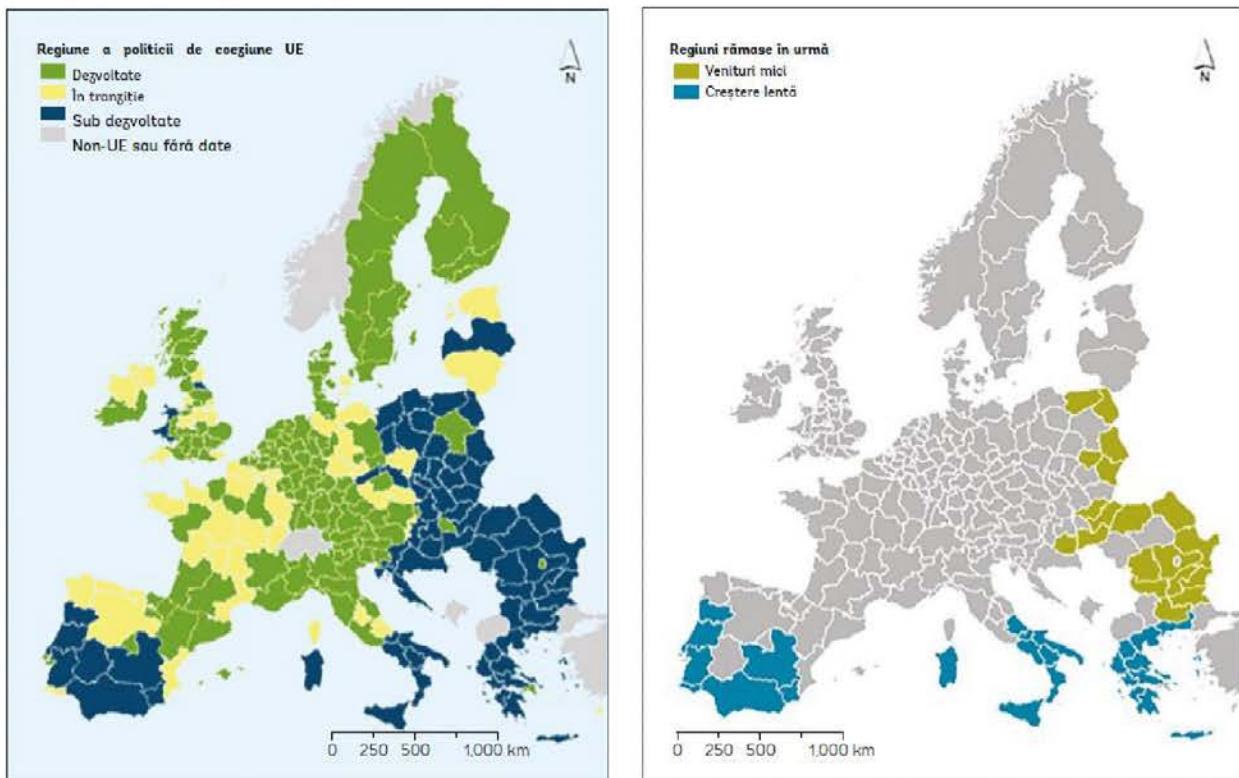 Regiune a politicii de coeziune UE
Dezvoltate
În tranziție
Sub dezvoltate
Non-UE sau fără date
N
0 250 500 1,000 km
Regiuni rămase în urmă
Venituri mici
Creștere lentă
N
0 250 500 1,000 km